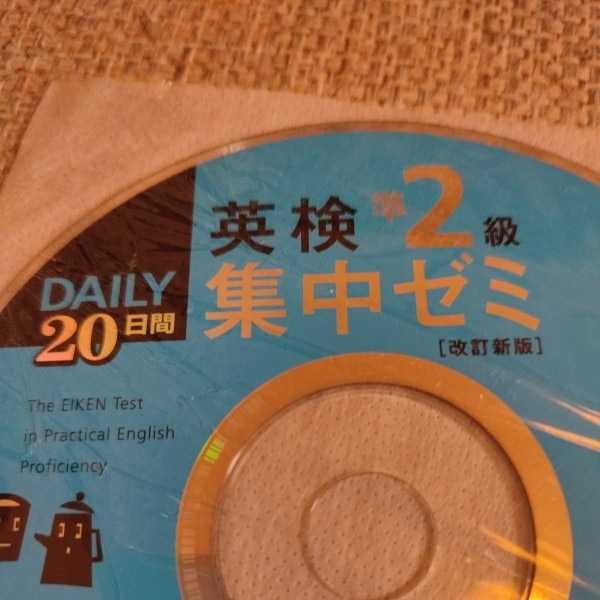 英検準2級
DAILY
20日間
集中ゼミ
[改訂新版]
The EIKEN Test
in Practical English
Proficiency